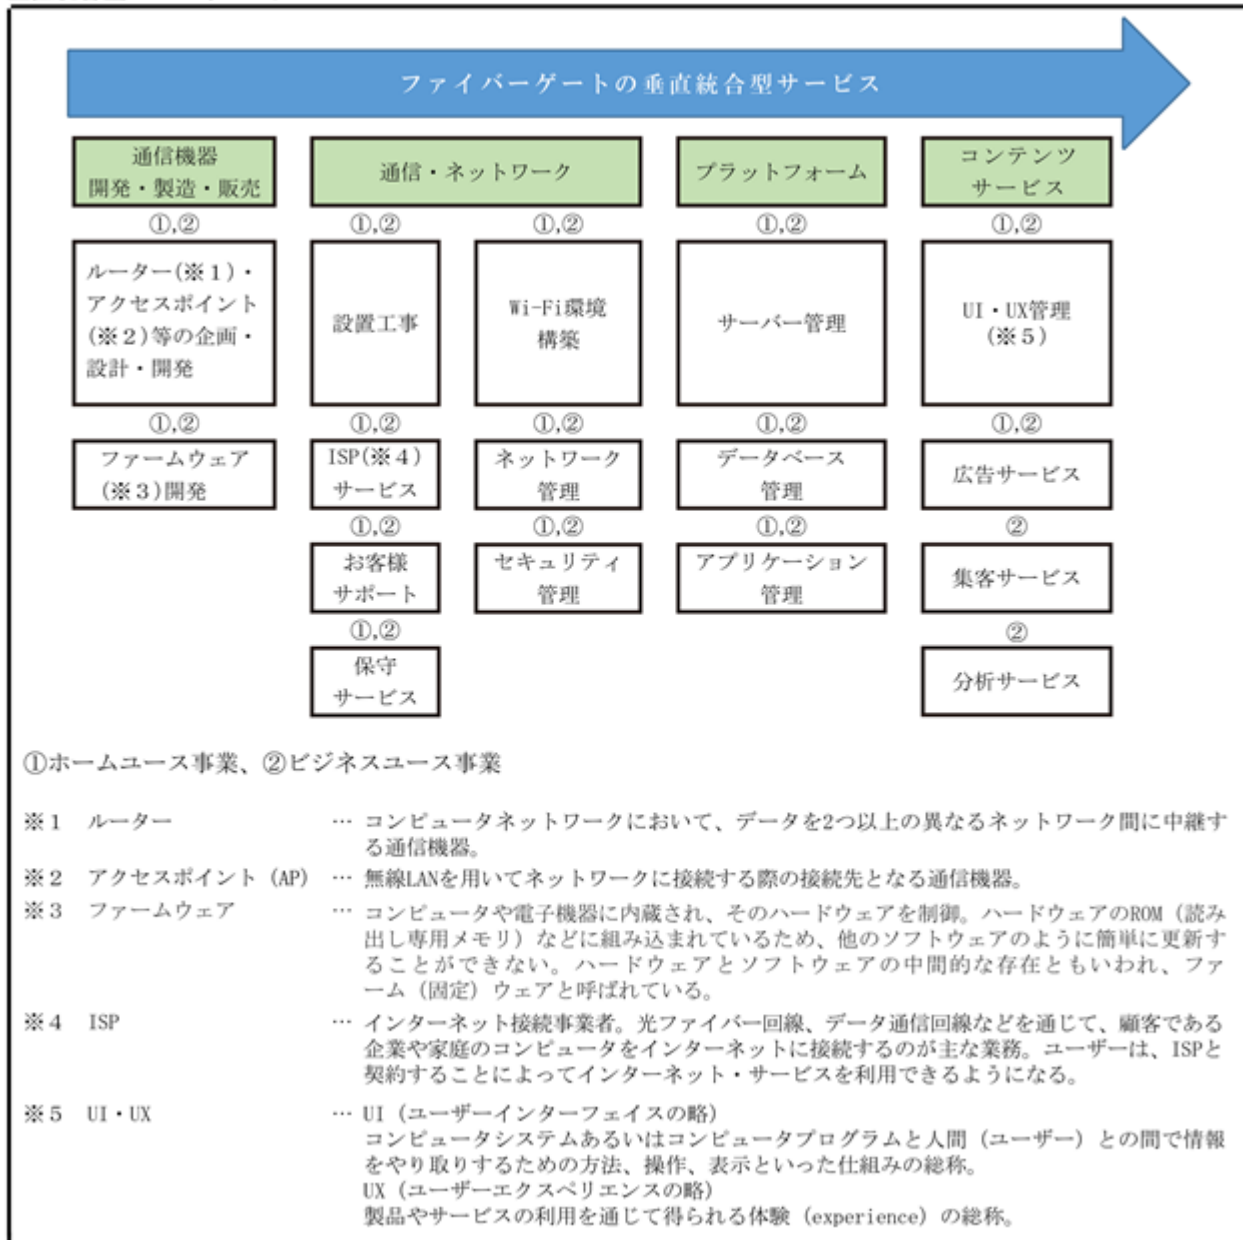 ファイバーゲートの垂直統合型サービス
通信機器
開発・製造・販売
通信・ネットワーク
プラットフォーム
コンテンツ
サービス
①,②
①,②
①,②
①,②
①,②
ルーター(※1)・
アクセスポイント
(※2)等の企画・
設計・開発
設置工事
Wi-Fi環境
構築
サーバー管理
UI・UX管理
(※5)
①,②
①,②
①,②
①,②
①,②
ファームウェア
(※3)開発
ISP(※4)
サービス
ネットワーク
管理
データベース
管理
広告サービス
①,②
①,②
①,②
②
お客様
サポート
セキュリティ
管理
アプリケーション
管理
集客サービス
①,②
②
保守
サービス
分析サービス
①ホームユース事業、②ビジネスユース事業
※1 ルーター … コンピュータネットワークにおいて、データを2つ以上の異なるネットワーク間に中継す
る通信機器。
※2 アクセスポイント(AP) … 無線LANを用いてネットワークに接続する際の接続先となる通信機器。
※3 ファームウェア … コンピュータや電子機器に内蔵され、そのハードウェアを制御。ハードウェアのROM(読み
出し専用メモリ)などに組み込まれているため、他のソフトウェアのように簡単に更新す
ることができない。ハードウェアとソフトウェアの中間的な存在ともいわれ、ファ
ーム(固定)ウェアと呼ばれている。
※4 ISP … インターネット接続事業者。光ファイバー回線、データ通信回線などを通じて、顧客である
企業や家庭のコンピュータをインターネットに接続するのが主な業務。ユーザーは、ISPと
契約することによってインターネット・サービスを利用できるようになる。
※5 UI・UX … UI(ユーザーインターフェイスの略)
コンピュータシステムあるいはコンピュータプログラムと人間(ユーザー)との間で情報
をやり取りするための方法、操作、表示といった仕組みの総称。
UX(ユーザーエクスペリエンスの略)
製品やサービスの利用を通じて得られる体験(experience)の総称。